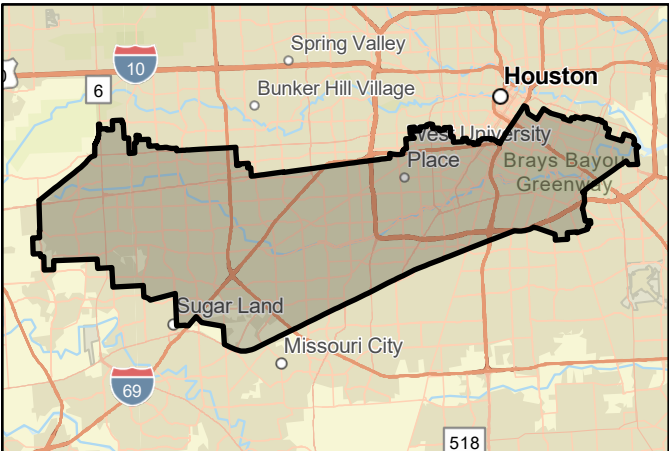 Spring Valley
10
Houston
6
Bunker Hill Village
West University
Place
Brays Bayou
Greenway
Sugar Land
Missouri City
69
518